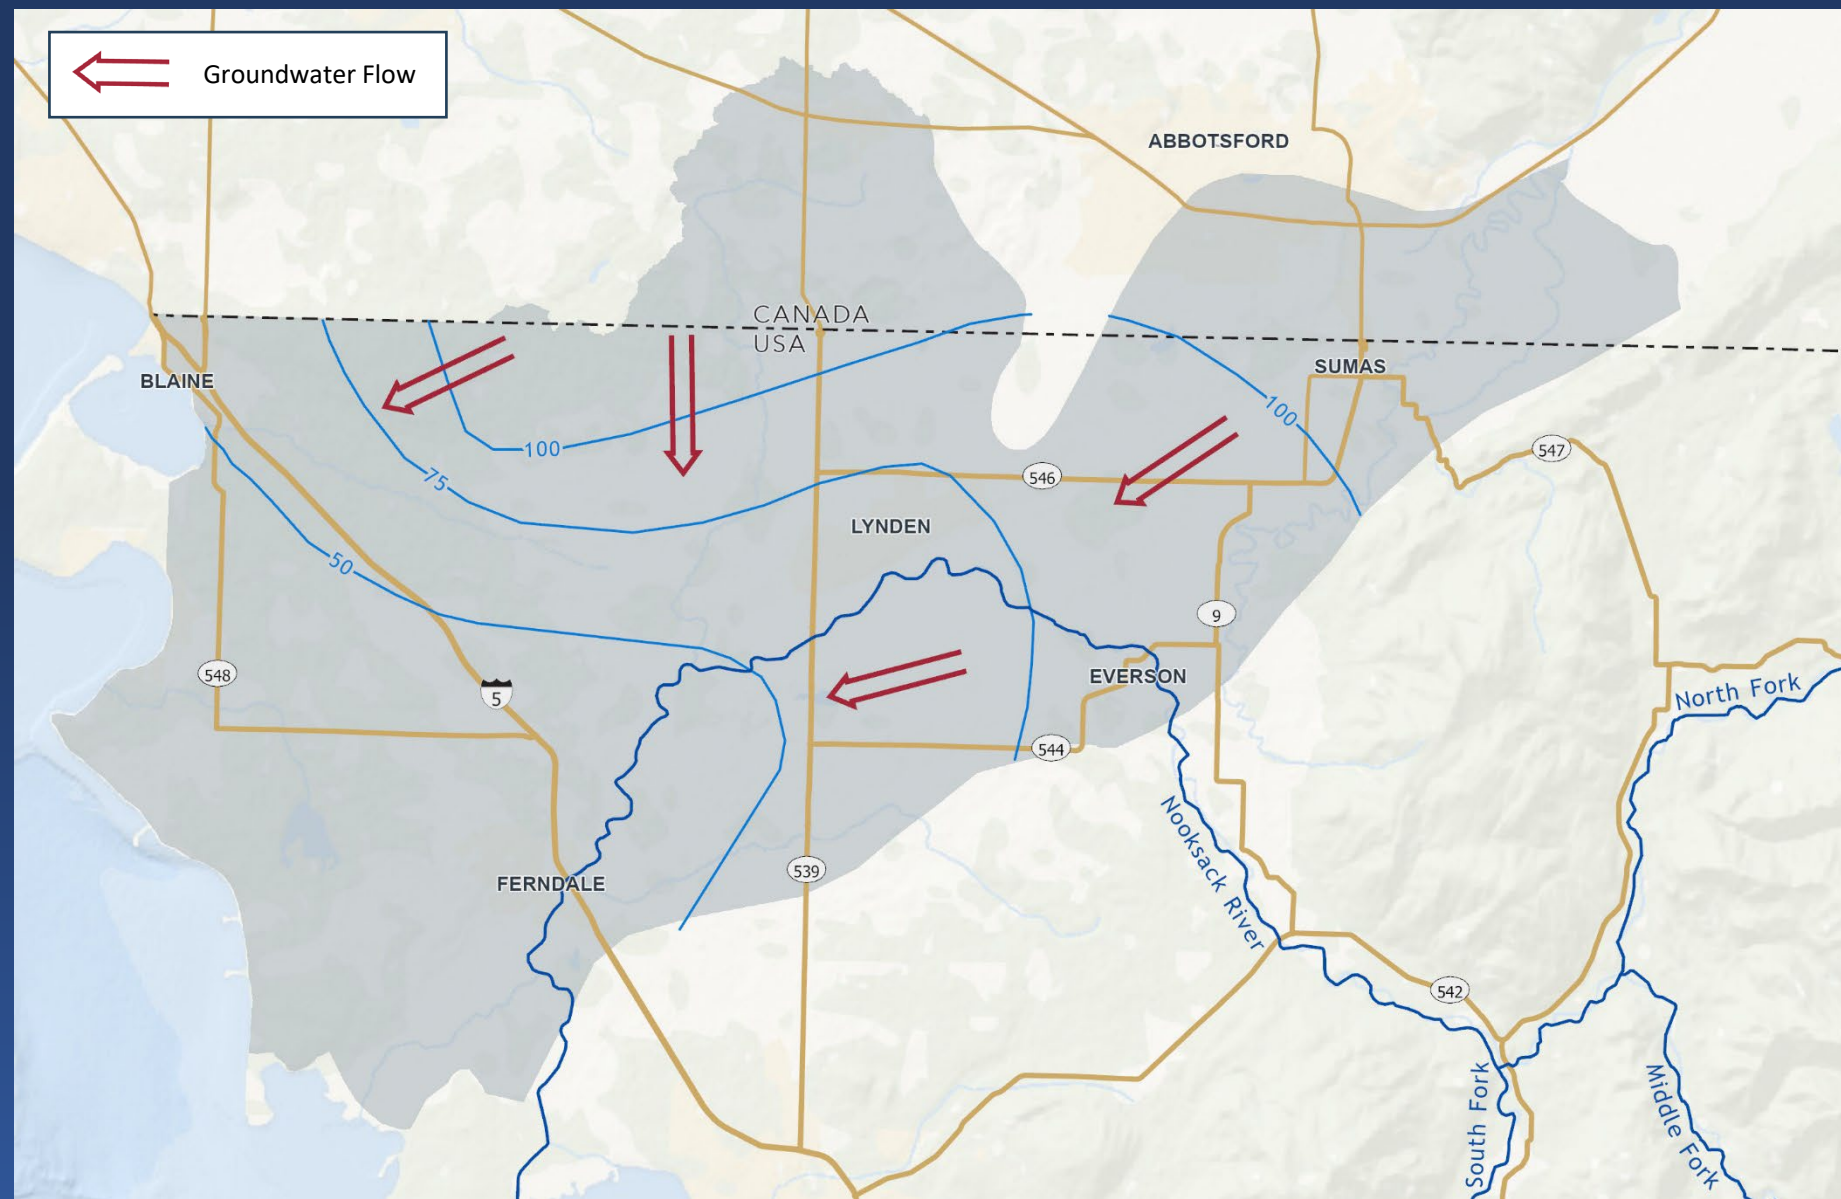 Groundwater Flow
ABBOTSFORD
CANADA
USA
BLAINE
SUMAS
100
100
75
546
547
LYNDEN
50
9
548
5
EVERSON
North Fork
544
Nooksack River
539
FERNDALE
542
South Fork
Middle Fork